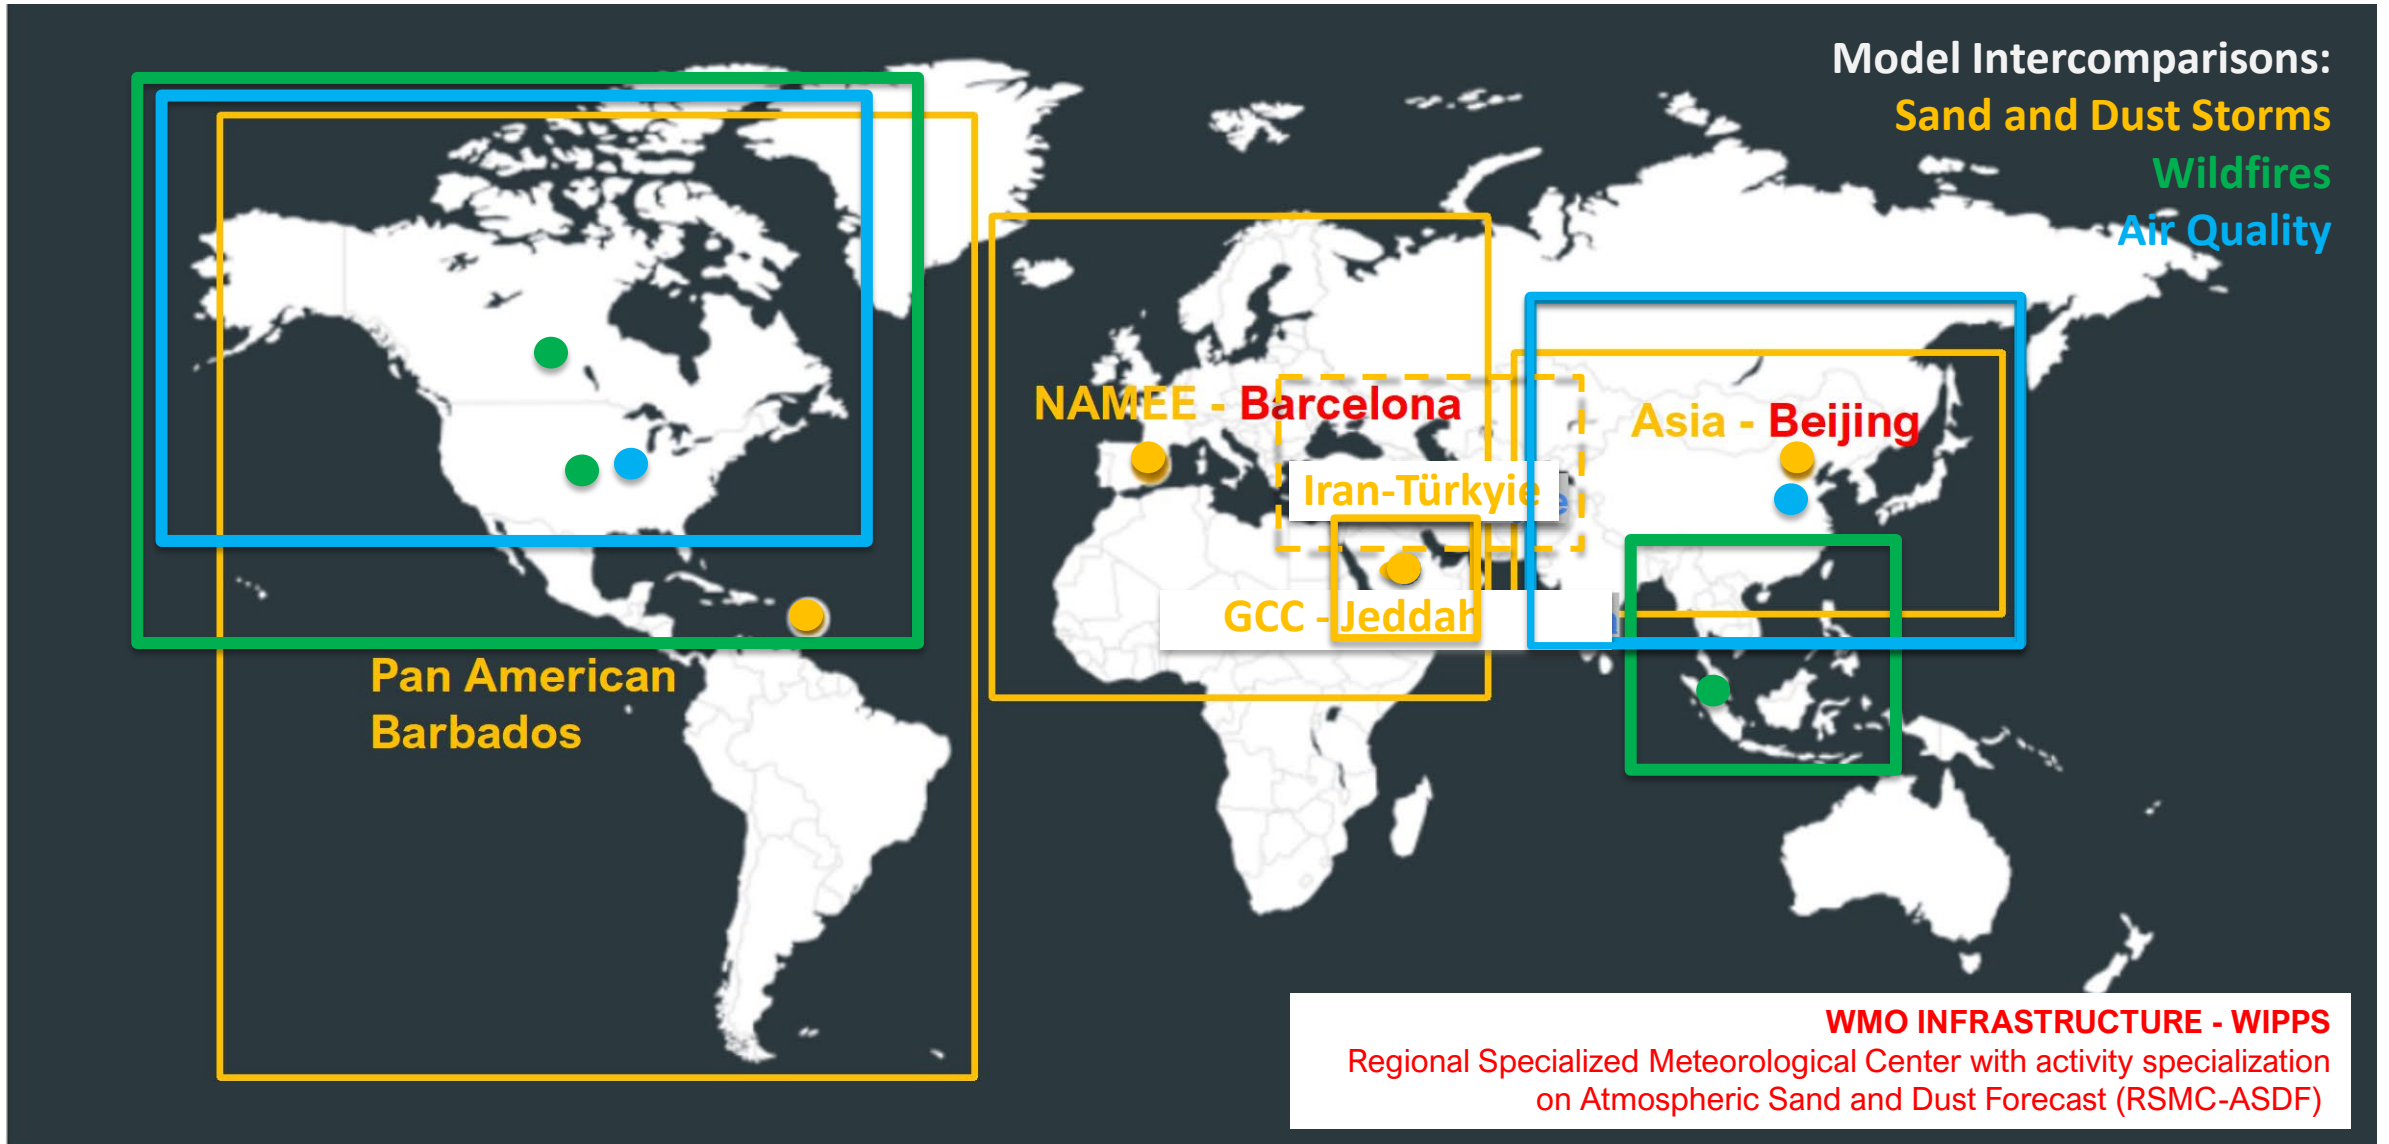 Model Intercomparisons:
Sand and Dust Storms
Wildfires
Air Quality
NAMEE - Barcelona
Asia - Beijing
Iran-Türkyie
GCC - Jeddah
Pan American
Barbados
WMO INFRASTRUCTURE - WIPPS
Regional Specialized Meteorological Center with activity specialization
on Atmospheric Sand and Dust Forecast (RSMC-ASDF)